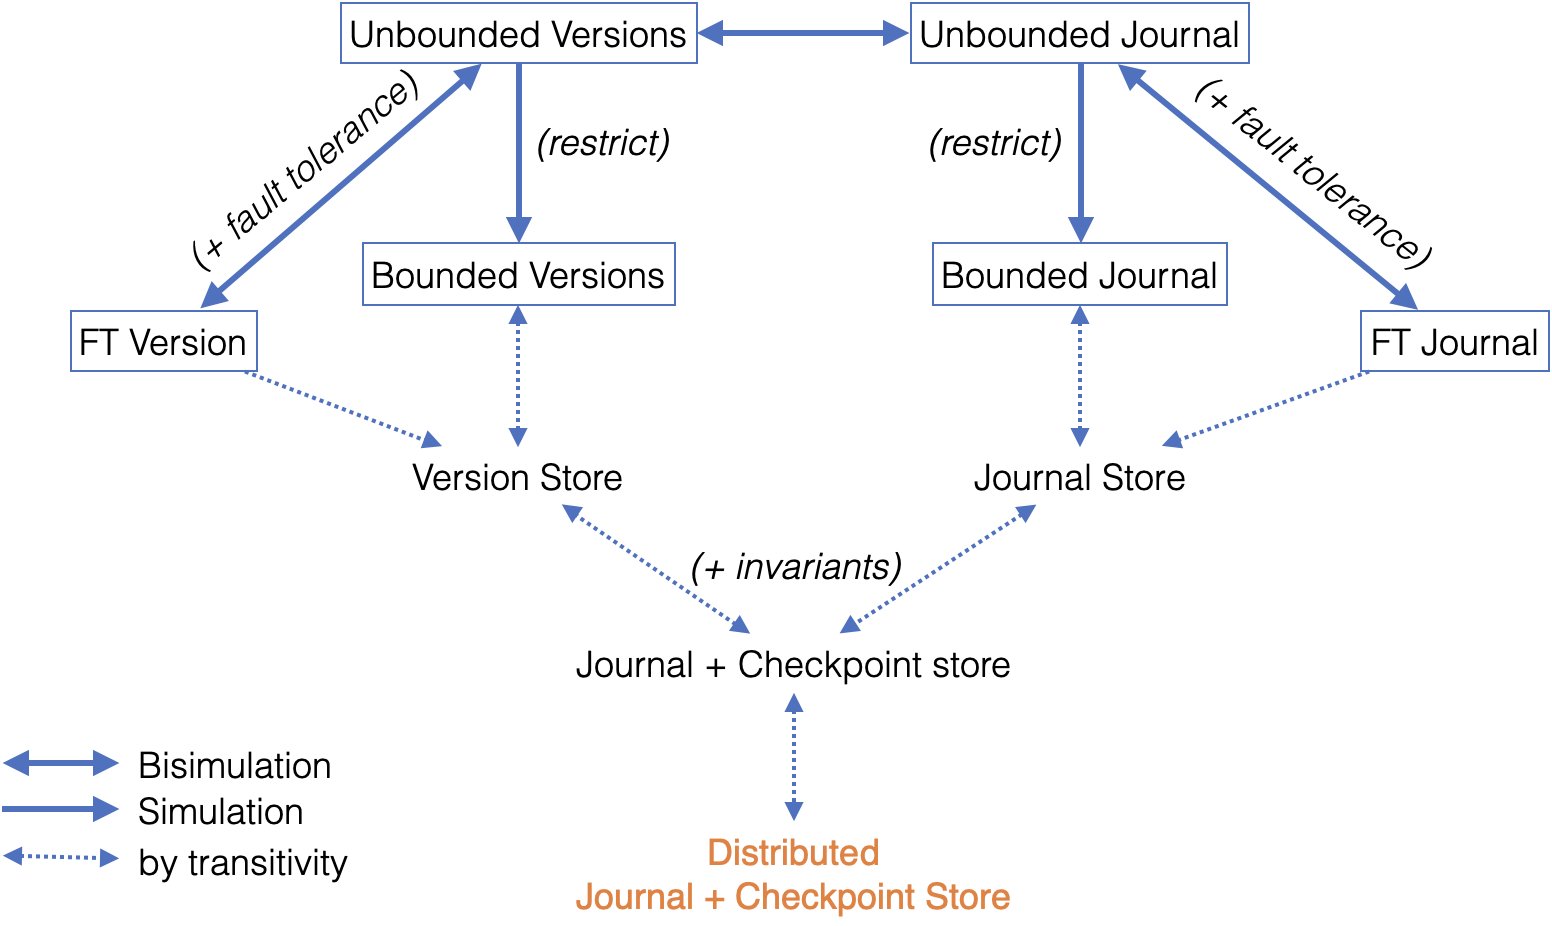 Unbounded Versions
Unbounded Journal
(+ fault tolerance)
(restrict)
(restrict)
(+ fault tolerance)
Bounded Versions
Bounded Journal
FT Version
FT Journal
Version Store
Journal Store
(+ invariants)
Journal + Checkpoint store
Bisimulation
Simulation
by transitivity
Distributed
Journal + Checkpoint Store